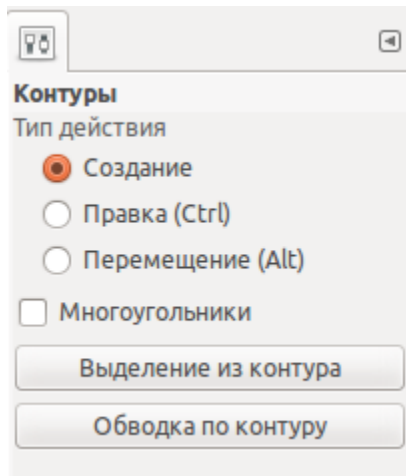 Контуры
Тип действия
Создание
Правка (Ctrl)
Перемещение (Alt)
Многоугольники
Выделение из контура
Обводка по контуру